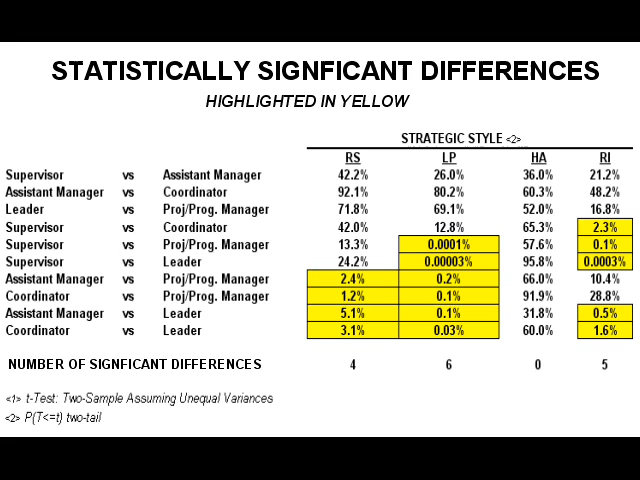 STATISTICALLY SIGNFICANT DIFFERENCES
HIGHLIGHTED IN YELLOW
STRATEGIC STYLE <2>
RS LP HA RI
Supervisor vs Assistant Manager 42.2% 26.0% 36.0% 21.2%
Assistant Manager vs Coordinator 92.1% 80.2% 60.3% 48.2%
Leader vs Proj/Prog. Manager 71.8% 69.1% 52.0% 16.8%
Supervisor vs Coordinator 42.0% 12.8% 65.3% 2.3%
Supervisor vs Proj/Prog. Manager 13.3% 0.0001% 57.6% 0.1%
Supervisor vs Leader 24.2% 0.00003% 95.8% 0.0003%
Assistant Manager vs Proj/Prog. Manager 2.4% 0.2% 66.0% 10.4%
Coordinator vs Proj/Prog. Manager 1.2% 0.1% 91.9% 28.8%
Assistant Manager vs Leader 5.1% 0.1% 31.8% 0.5%
Coordinator vs Leader 3.1% 0.03% 60.0% 1.6%
NUMBER OF SIGNFICANT DIFFERENCES 4 6 0 5
<1> t-Test: Two-Sample Assuming Unequal Variances
<2> P(T<=t) two-tail